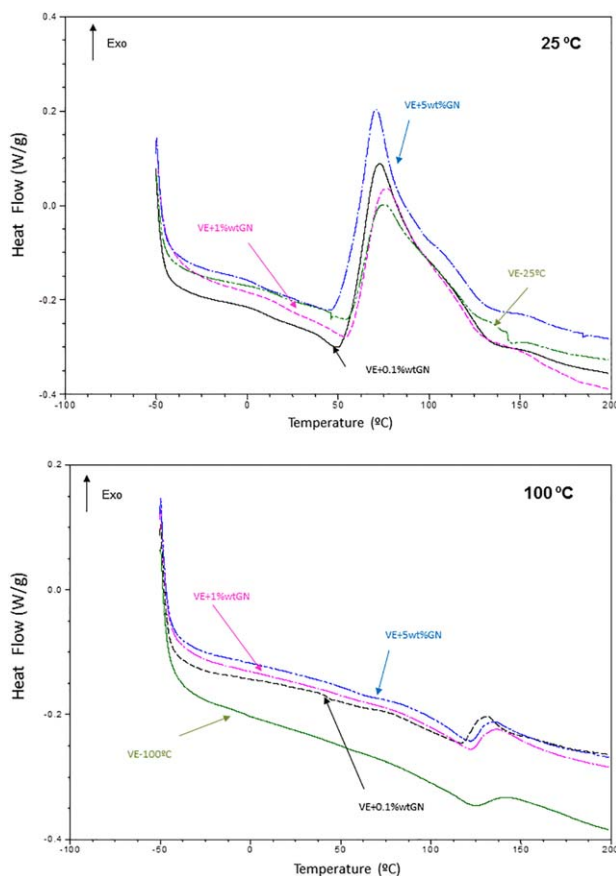 0.4
Exo
25 ºC
VE+5wt%GN
0.2
Heat Flow (W/g)
0.0
VE+1%wtGN
VE-25ºC
-0.2
VE+0.1%wtGN
-0.4
-100 -50 0 50 100 150 200
Temperature (ºC)
0.2
Exo
100 ºC
Heat Flow (W/g)
0.0
VE+1%wtGN
VE+5wt%GN
-0.2
VE-100ºC
VE+0.1%wtGN
-0.4
-100 -50 0 50 100 150 200
Temperature (ºC)